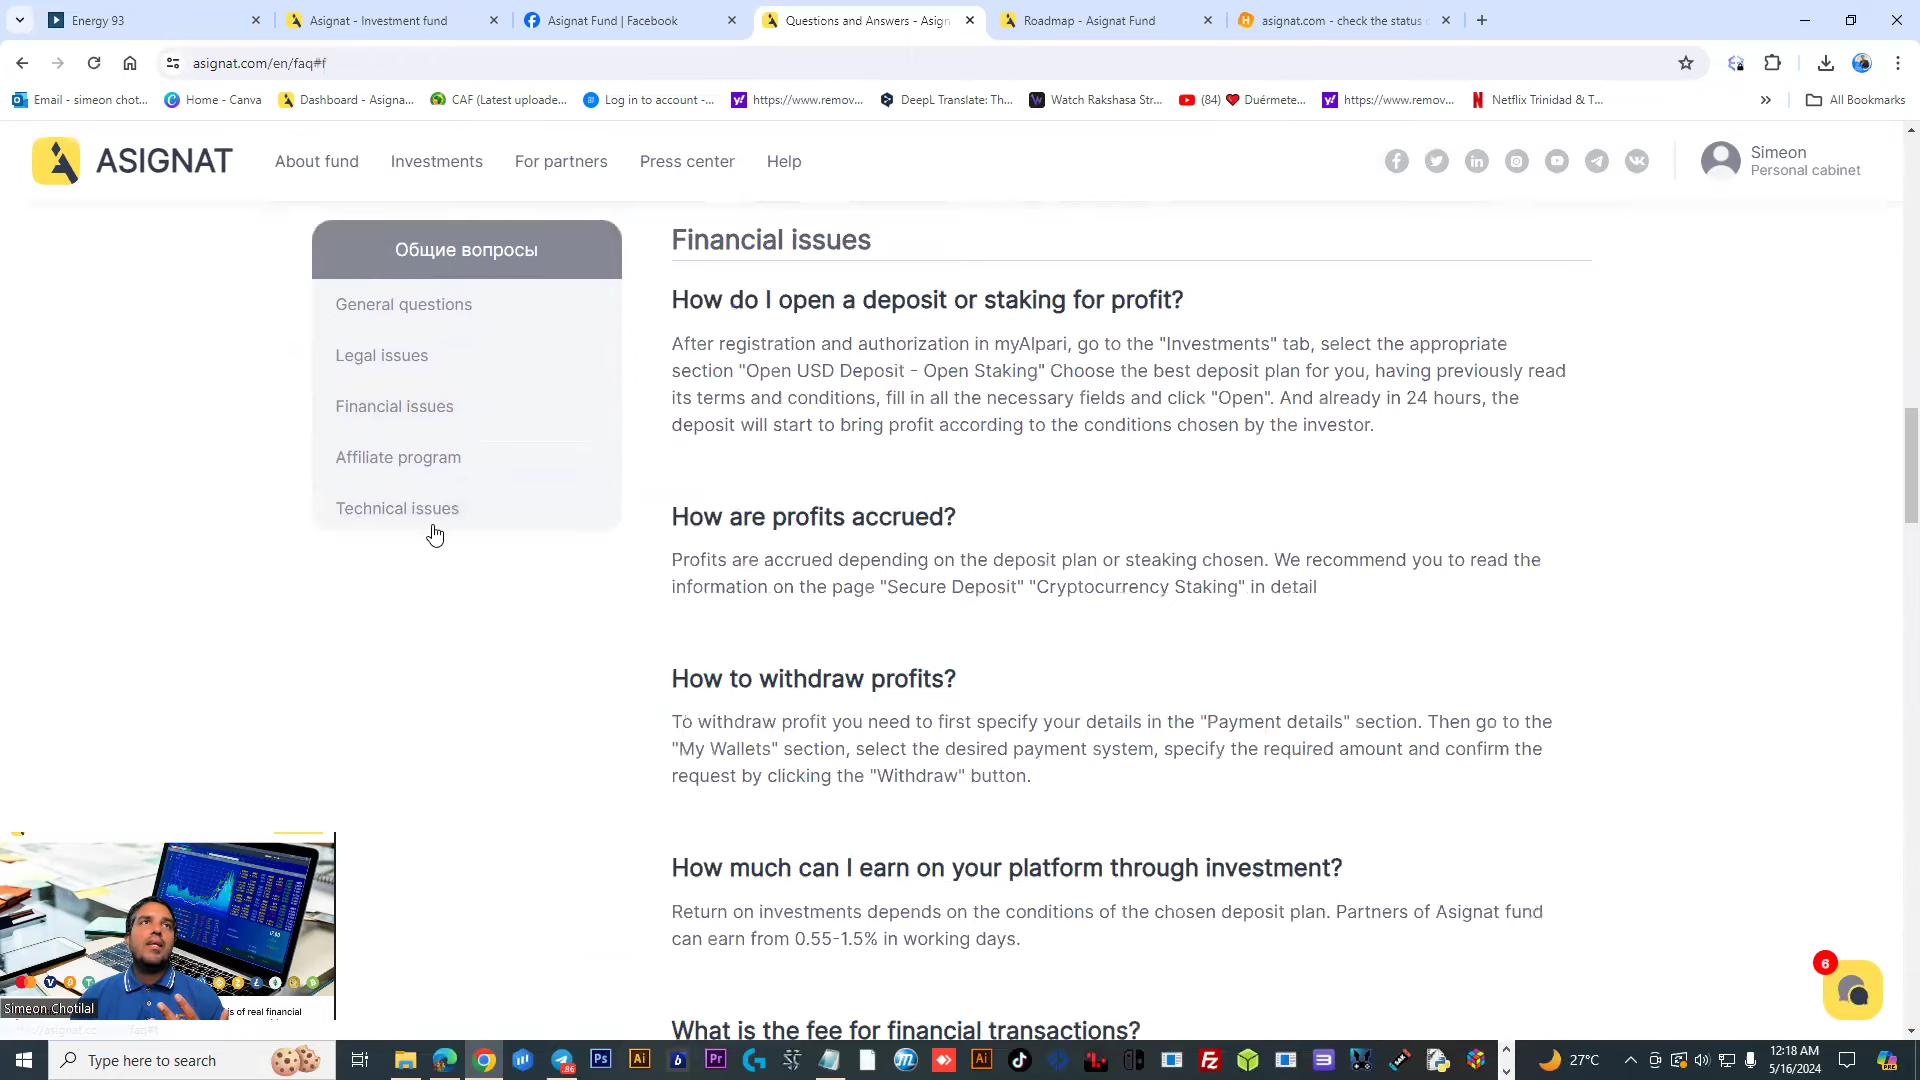 Energy 93
Asignat - Investment fund
Asignat Fund | Facebook
Questions and Answers - Asign
Roadmap - Asignat Fund
asignat.com - check the status
asignat.com/en/faq#f
Email - simeon chot...
Home - Canva
Dashboard - Asigna...
CAF (Latest uploade...
Log in to account -...
https://www.remov...
DeepL Translate: Th...
Watch Rakshasa Str...
(84) ❤ Duérmete...
https://www.remov...
Netflix Trinidad & T...
All Bookmarks
ASIGNAT
About fund
Investments
For partners
Press center
Help
Simeon
Personal cabinet
Общие вопросы
General questions
Legal issues
Financial issues
Affiliate program
Technical issues
Financial issues
How do I open a deposit or staking for profit?
After registration and authorization in myAlpari, go to the "Investments" tab, select the appropriate
section "Open USD Deposit - Open Staking" Choose the best deposit plan for you, having previously read
its terms and conditions, fill in all the necessary fields and click "Open". And already in 24 hours, the
deposit will start to bring profit according to the conditions chosen by the investor.
How are profits accrued?
Profits are accrued depending on the deposit plan or steaking chosen. We recommend you to read the
information on the page "Secure Deposit" "Cryptocurrency Staking" in detail
How to withdraw profits?
To withdraw profit you need to first specify your details in the "Payment details" section. Then go to the
"My Wallets" section, select the desired payment system, specify the required amount and confirm the
request by clicking the "Withdraw" button.
How much can I earn on your platform through investment?
Return on investments depends on the conditions of the chosen deposit plan. Partners of Asignat fund
can earn from 0.55-1.5% in working days.
What is the fee for financial transactions?
6
Simeon Chotilal
is of real financial
Type here to search
27°C
12:18 AM
5/16/2024